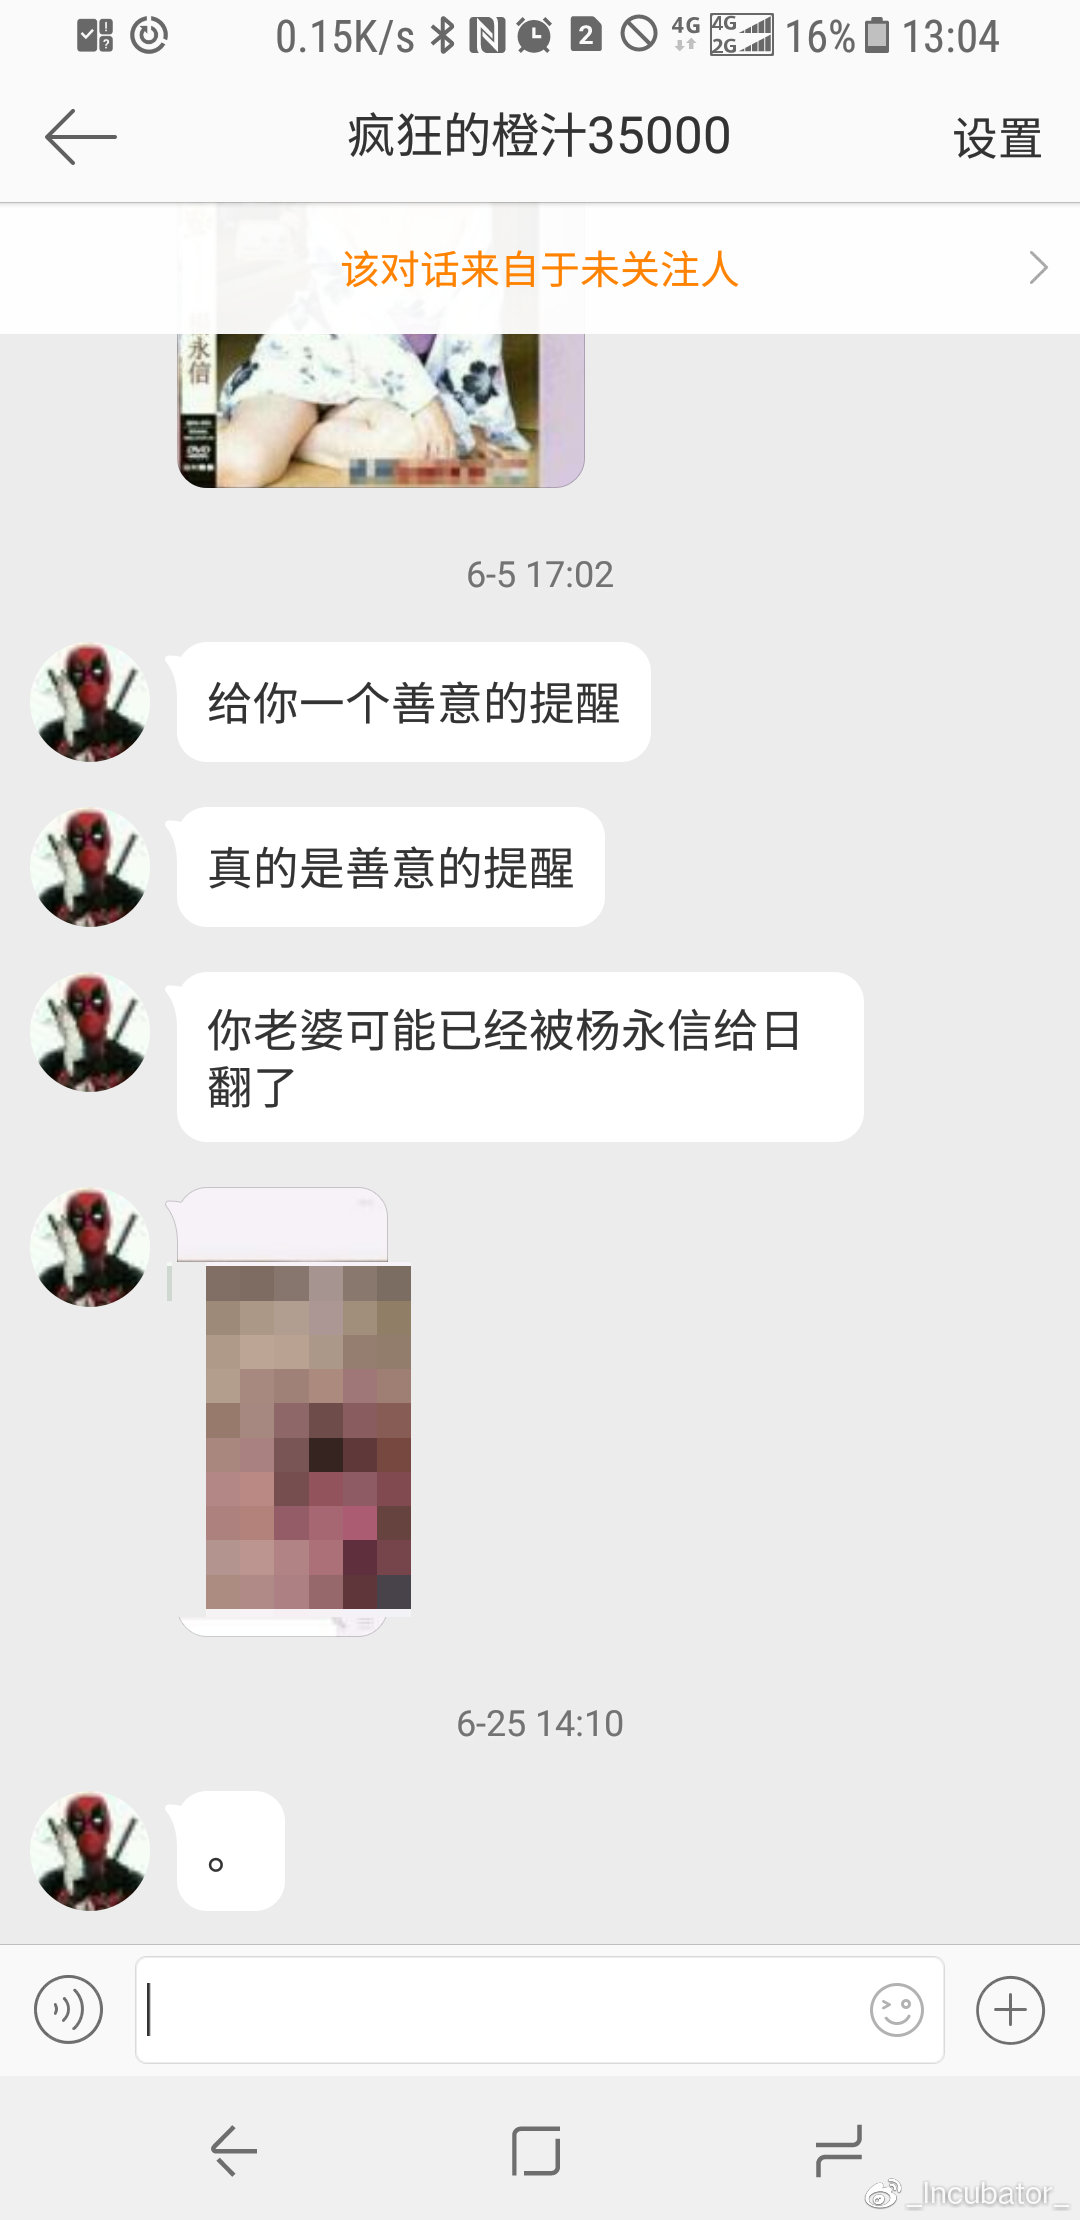 0.15K/s 2 4G 4G 2G 16% 13:04
疯狂的橙汁35000
设置
该对话来自于未关注人
永信
DVD
6-5 17:02
给你一个善意的提醒
真的是善意的提醒
你老婆可能已经被杨永信给日
翻了
6-25 14:10
。
_Incubator_